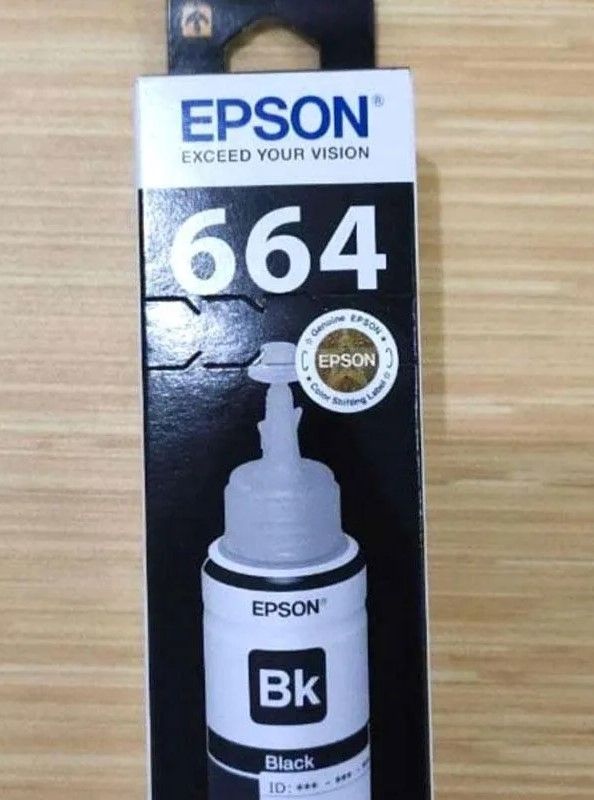 EPSON®
EXCEED YOUR VISION
664
Genuine EPSON
EPSON
Color Shifting Label
EPSON®
Bk
Black
ID: *** - *** - **